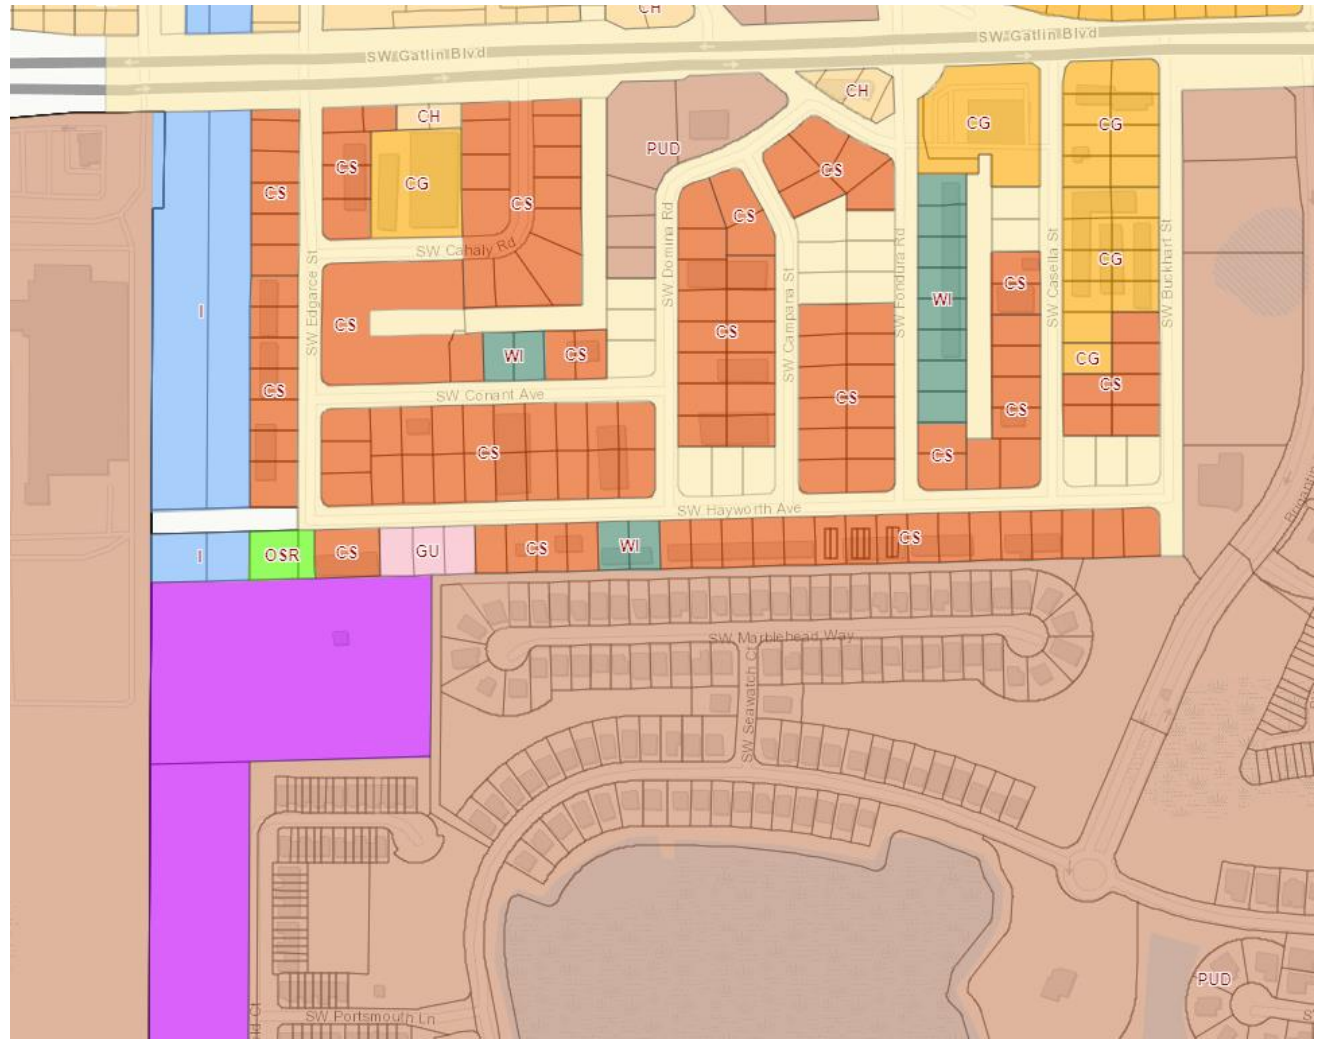 CH
SW Gatlin Blvd
SW Gatlin Blvd
CH
CH
CG
CG
PUD
CS
CS
CG
CS
CS
CS
SW Cahaly Rd
SW Domina Rd
SW Edgarce St
SW Campana St
SW Fondura Rd
SW Casella St
SW Buckhart St
CG
CS
WI
I
CS
CS
WI
CS
CG
CS
CS
SW Conant Ave
CS
CS
CS
CS
SW Hayworth Ave
I
OSR
CS
GU
CS
WI
CS
SW Marblehead Way
SW Seawatch Ct
PUD
SW Portsmouth Ln